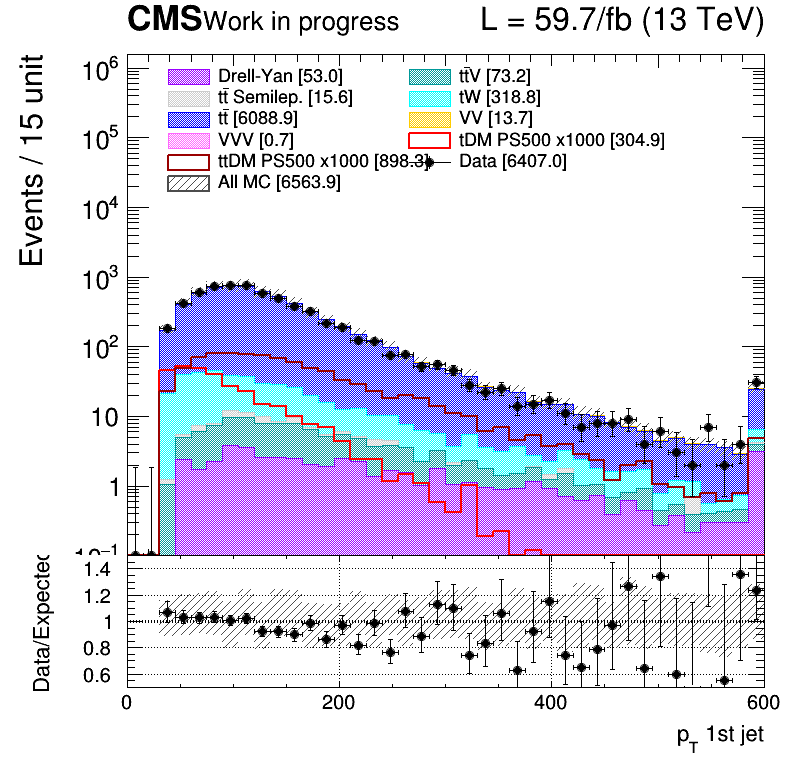 CMS Work in progress L = 59.7/fb (13 TeV)
Events / 15 unit
10⁶
10⁵
10⁴
10³
10²
10
1
10⁻¹
Drell-Yan [53.0] tt̄V [73.2]
tt̄ Semilep. [15.6] tW [318.8]
tt̄ [6088.9] VV [13.7]
VVV [0.7] tDM PS500 x1000 [304.9]
ttDM PS500 x1000 [898.3] Data [6407.0]
All MC [6563.9]
Data/Expected
1.4
1.2
1
0.8
0.6
0 200 400 600
p_T 1st jet